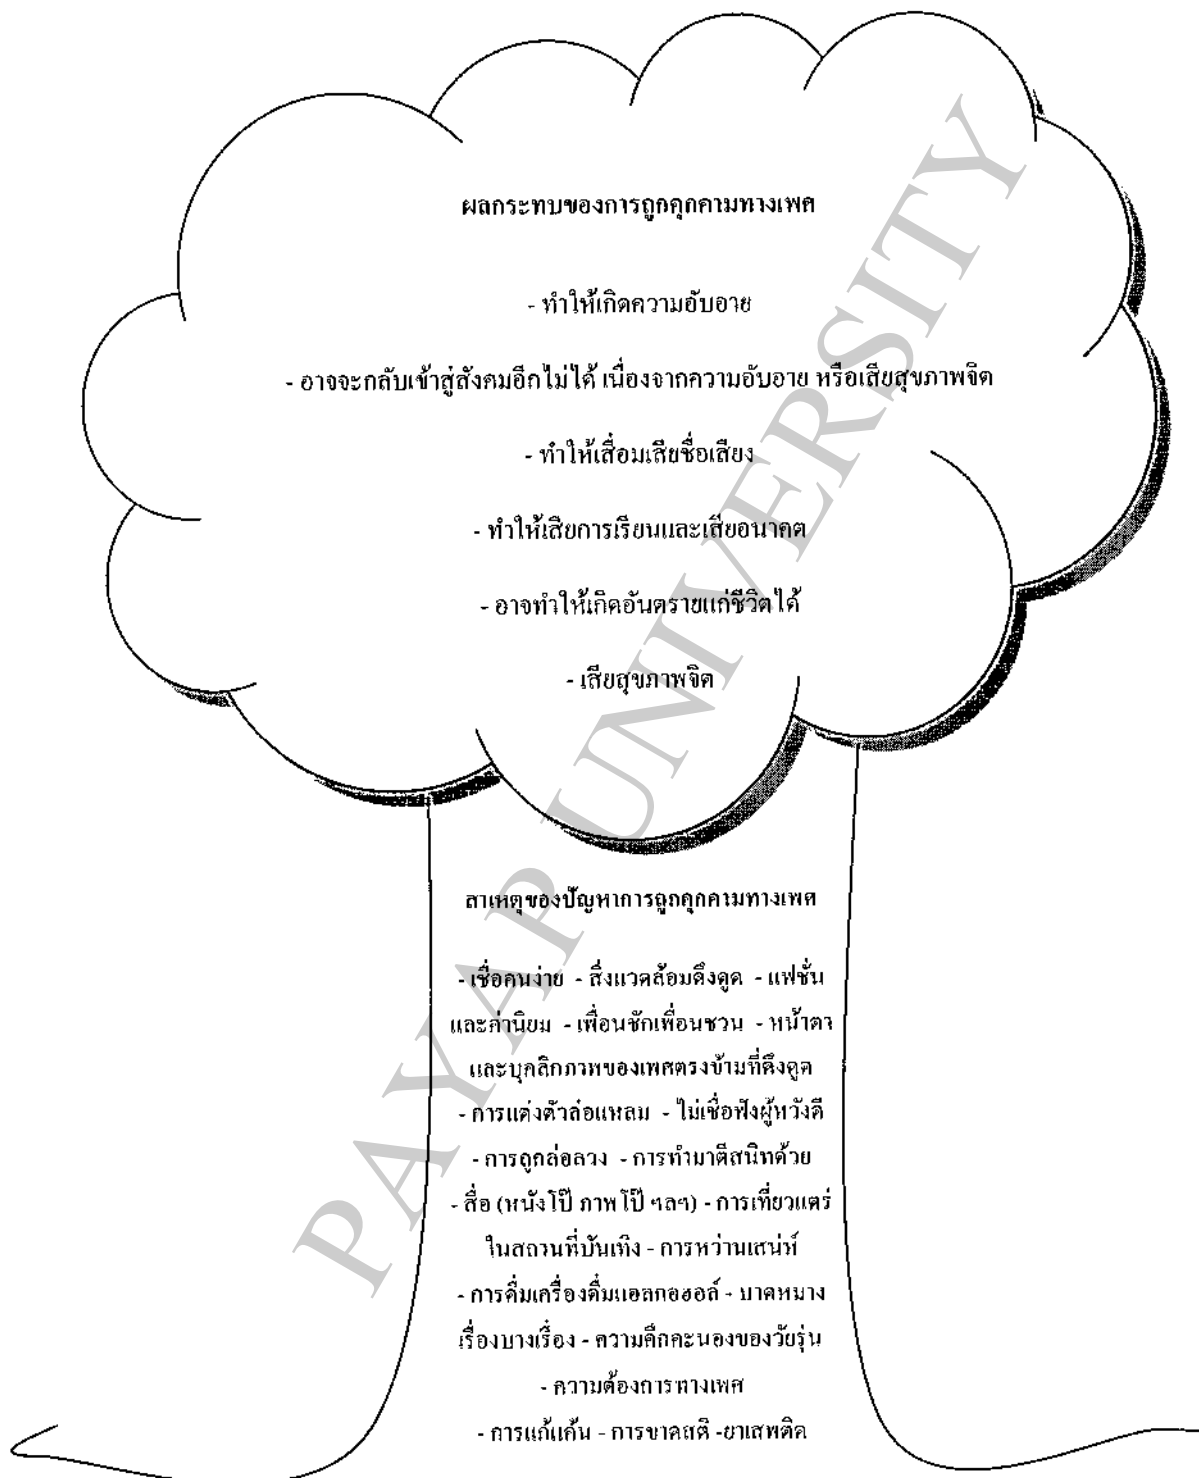 ผลกระทบของการถูกคุกคามทางเพศ
- ทำให้เกิดความอับอาย
- อาจจะกลับเข้าสู่สังคมอีกไม่ได้ เนื่องจากความอับอาย หรือเสียสุขภาพจิต
- ทำให้เสื่อมเสียชื่อเสียง
- ทำให้เสียการเรียนและเสียอนาคต
- อาจทำให้เกิดอันตรายแก่ชีวิตได้
- เสียสุขภาพจิต
สาเหตุของปัญหาการถูกคุกคามทางเพศ
- เชื่อคนง่าย - สิ่งแวดล้อมดึงดูด - แฟชั่น
และค่านิยม - เพื่อนชักเพื่อนชวน - หน้าตา
และบุคลิกภาพของเพศตรงข้ามที่ดึงดูด
- การแต่งตัวล่อแหลม - ไม่เชื่อฟังผู้หวังดี
- การถูกล่อลวง - การทำมาตีสนิทด้วย
- สื่อ (หนังโป๊ ภาพโป๊ ฯลฯ) - การเที่ยวเตร่
ในสถานที่บันเทิง - การหว่านเสน่ห์
- การดื่มเครื่องดื่มแอลกอฮอล์ - บาดหมาง
เรื่องบางเรื่อง - ความคึกคะนองของวัยรุ่น
- ความต้องการทางเพศ
- การแก้แค้น - การขาดสติ -ยาเสพติด
PAYAP UNIVERSITY